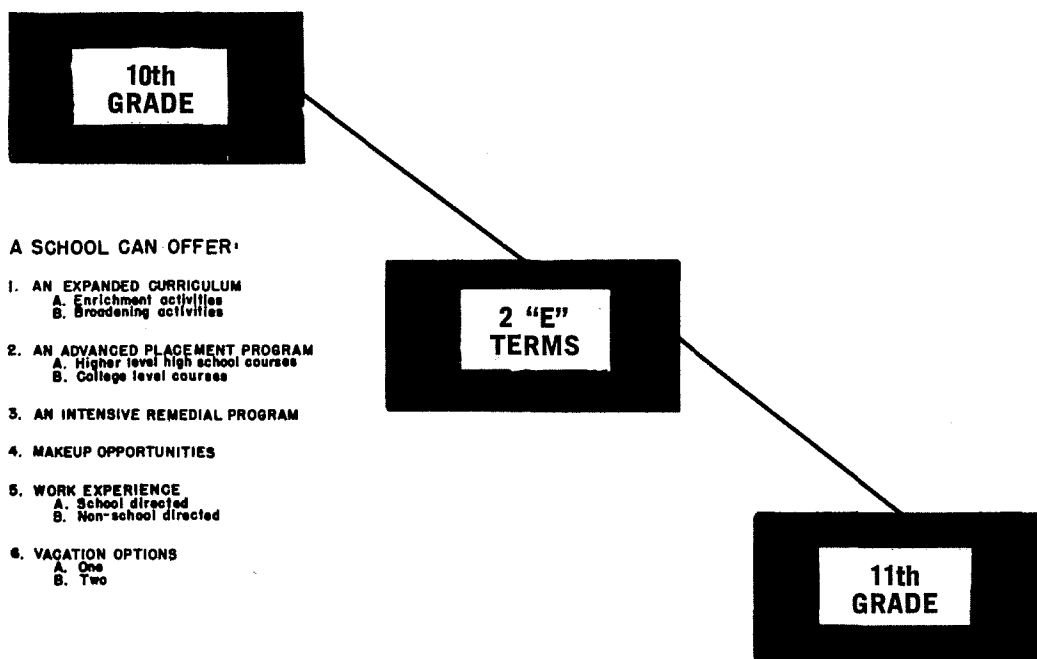 10th
GRADE
A SCHOOL CAN OFFER:
1. AN EXPANDED CURRICULUM
A. Enrichment activities
B. Broadening activities
2. AN ADVANCED PLACEMENT PROGRAM
A. Higher level high school courses
B. College level courses
3. AN INTENSIVE REMEDIAL PROGRAM
4. MAKEUP OPPORTUNITIES
5. WORK EXPERIENCE
A. School directed
B. Non-school directed
6. VACATION OPTIONS
A. One
B. Two
2 “E”
TERMS
11th
GRADE